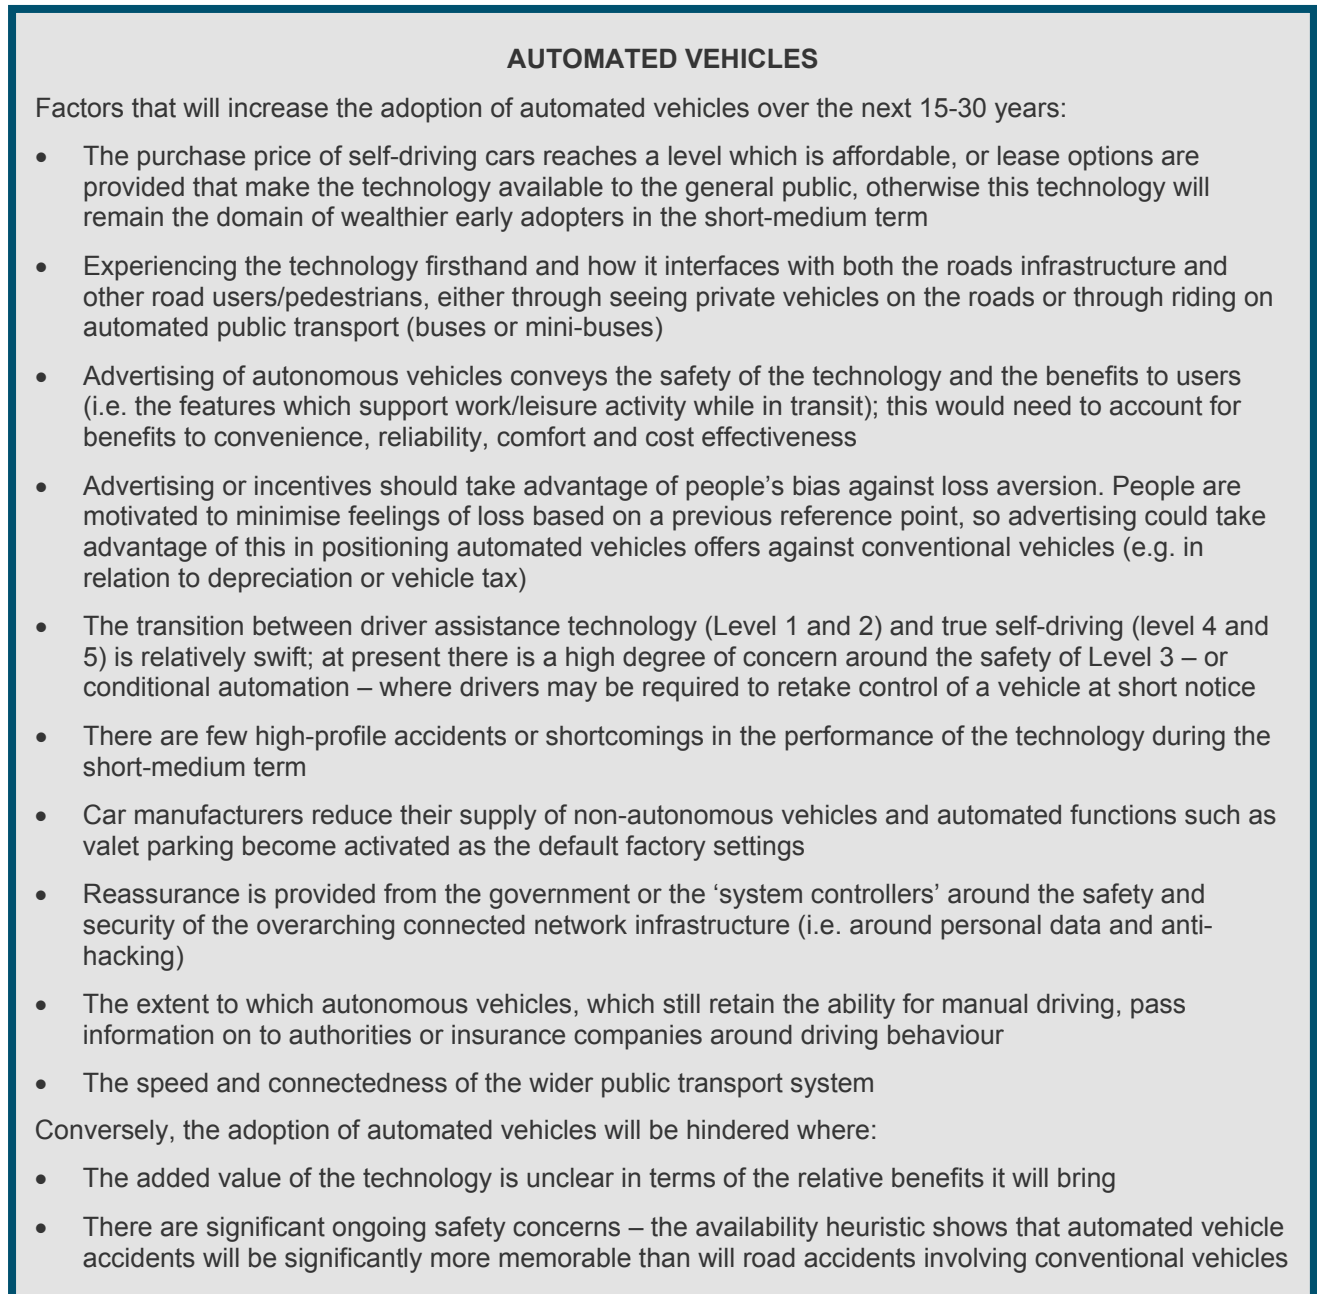 AUTOMATED VEHICLES
Factors that will increase the adoption of automated vehicles over the next 15-30 years:
• The purchase price of self-driving cars reaches a level which is affordable, or lease options are
provided that make the technology available to the general public, otherwise this technology will
remain the domain of wealthier early adopters in the short-medium term
• Experiencing the technology firsthand and how it interfaces with both the roads infrastructure and
other road users/pedestrians, either through seeing private vehicles on the roads or through riding on
automated public transport (buses or mini-buses)
• Advertising of autonomous vehicles conveys the safety of the technology and the benefits to users
(i.e. the features which support work/leisure activity while in transit); this would need to account for
benefits to convenience, reliability, comfort and cost effectiveness
• Advertising or incentives should take advantage of people's bias against loss aversion. People are
motivated to minimise feelings of loss based on a previous reference point, so advertising could take
advantage of this in positioning automated vehicles offers against conventional vehicles (e.g. in
relation to depreciation or vehicle tax)
• The transition between driver assistance technology (Level 1 and 2) and true self-driving (level 4 and
5) is relatively swift; at present there is a high degree of concern around the safety of Level 3 – or
conditional automation – where drivers may be required to retake control of a vehicle at short notice
• There are few high-profile accidents or shortcomings in the performance of the technology during the
short-medium term
• Car manufacturers reduce their supply of non-autonomous vehicles and automated functions such as
valet parking become activated as the default factory settings
• Reassurance is provided from the government or the ‘system controllers’ around the safety and
security of the overarching connected network infrastructure (i.e. around personal data and anti-
hacking)
• The extent to which autonomous vehicles, which still retain the ability for manual driving, pass
information on to authorities or insurance companies around driving behaviour
• The speed and connectedness of the wider public transport system
Conversely, the adoption of automated vehicles will be hindered where:
• The added value of the technology is unclear in terms of the relative benefits it will bring
• There are significant ongoing safety concerns – the availability heuristic shows that automated vehicle
accidents will be significantly more memorable than will road accidents involving conventional vehicles